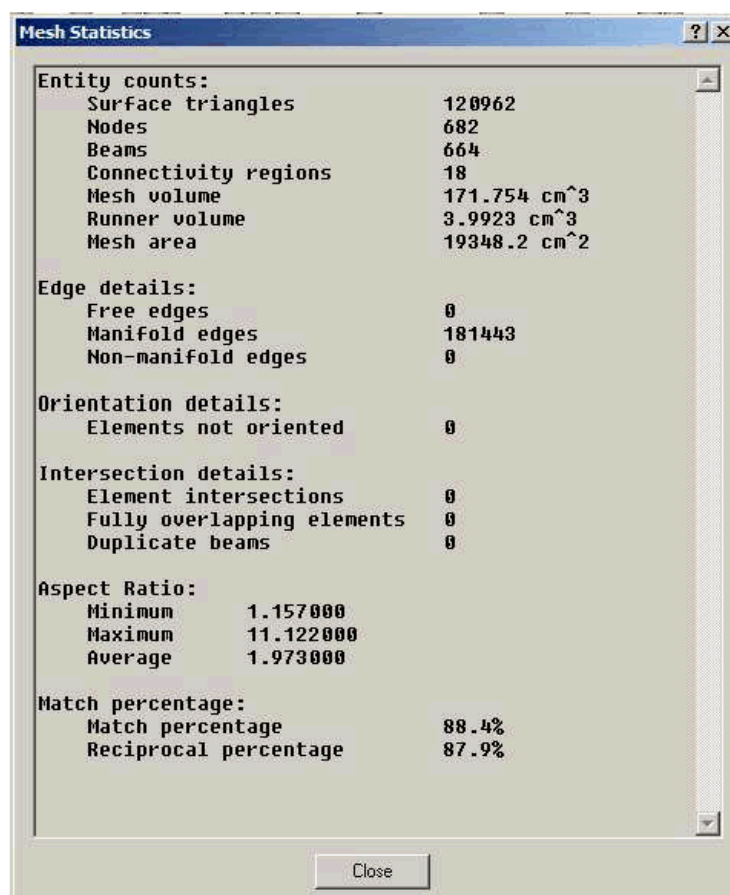 Mesh Statistics
Entity counts:
Surface triangles 120962
Nodes 682
Beams 664
Connectivity regions 18
Mesh volume 171.754 cm^3
Runner volume 3.9923 cm^3
Mesh area 19348.2 cm^2
Edge details:
Free edges 0
Manifold edges 181443
Non-manifold edges 0
Orientation details:
Elements not oriented 0
Intersection details:
Element intersections 0
Fully overlapping elements 0
Duplicate beams 0
Aspect Ratio:
Minimum 1.157000
Maximum 11.122000
Average 1.973000
Match percentage:
Match percentage 88.4%
Reciprocal percentage 87.9%
Close